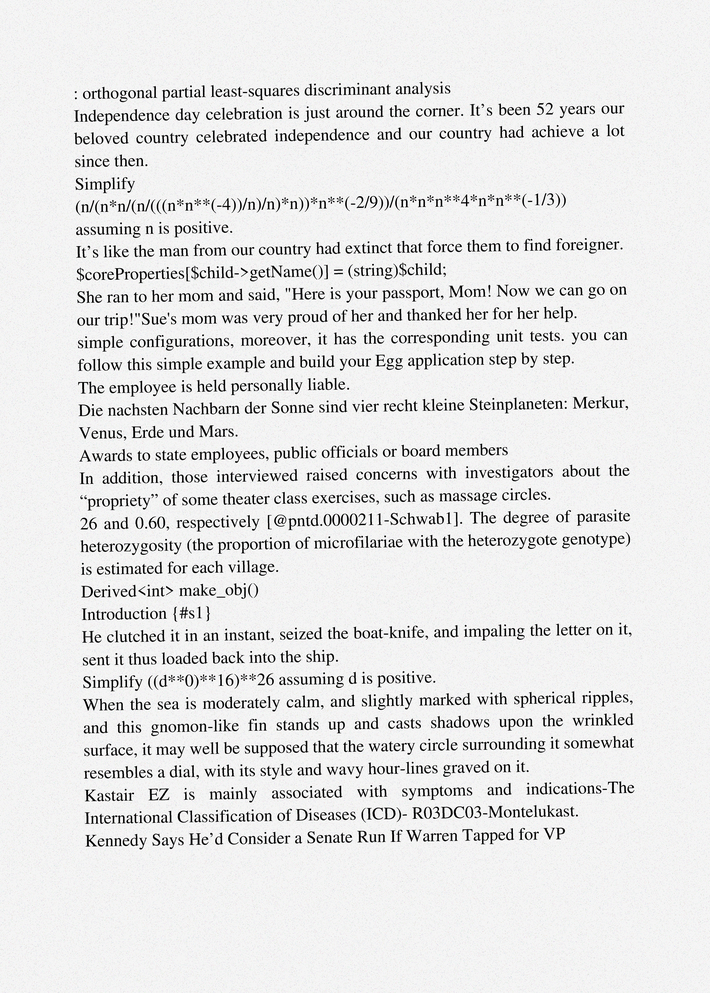 : orthogonal partial least-squares discriminant analysis
Independence day celebration is just around the corner. It’s been 52 years our
beloved country celebrated independence and our country had achieve a lot
since then.
Simplify
(n/(n*n/(n/(((n*n**(-4))/n)/n)*n))*n**(-2/9))/(n*n*n**4*n*n**(-1/3))
assuming n is positive.
It’s like the man from our country had extinct that force them to find foreigner.
$coreProperties[$child->getName()] = (string)$child;
She ran to her mom and said, "Here is your passport, Mom! Now we can go on
our trip!"Sue's mom was very proud of her and thanked her for her help.
simple configurations, moreover, it has the corresponding unit tests. you can
follow this simple example and build your Egg application step by step.
The employee is held personally liable.
Die nachsten Nachbarn der Sonne sind vier recht kleine Steinplaneten: Merkur,
Venus, Erde und Mars.
Awards to state employees, public officials or board members
In addition, those interviewed raised concerns with investigators about the
“propriety” of some theater class exercises, such as massage circles.
26 and 0.60, respectively [@pntd.0000211-Schwab1]. The degree of parasite
heterozygosity (the proportion of microfilariae with the heterozygote genotype)
is estimated for each village.
Derived<int> make_obj()
Introduction {#s1}
He clutched it in an instant, seized the boat-knife, and impaling the letter on it,
sent it thus loaded back into the ship.
Simplify ((d**0)**16)**26 assuming d is positive.
When the sea is moderately calm, and slightly marked with spherical ripples,
and this gnomon-like fin stands up and casts shadows upon the wrinkled
surface, it may well be supposed that the watery circle surrounding it somewhat
resembles a dial, with its style and wavy hour-lines graved on it.
Kastair EZ is mainly associated with symptoms and indications-The
International Classification of Diseases (ICD)- R03DC03-Montelukast.
Kennedy Says He’d Consider a Senate Run If Warren Tapped for VP